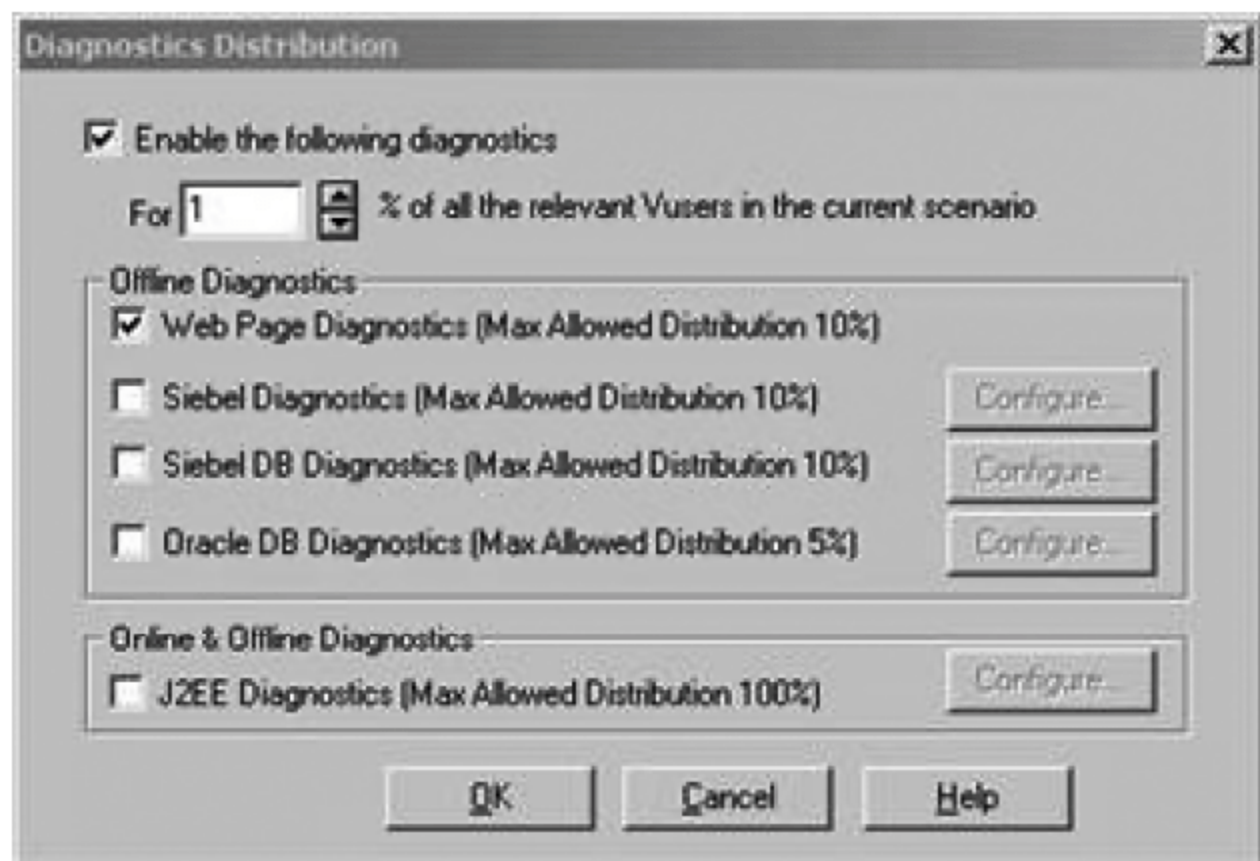 Diagnostics Distribution
Enable the following diagnostics
For 1 % of all the relevant Vusers in the current scenario
Offline Diagnostics
Web Page Diagnostics (Max Allowed Distribution 10%)
Siebel Diagnostics (Max Allowed Distribution 10%) Configure...
Siebel DB Diagnostics (Max Allowed Distribution 10%) Configure...
Oracle DB Diagnostics (Max Allowed Distribution 5%) Configure...
Online & Offline Diagnostics
J2EE Diagnostics (Max Allowed Distribution 100%) Configure...
OK Cancel Help